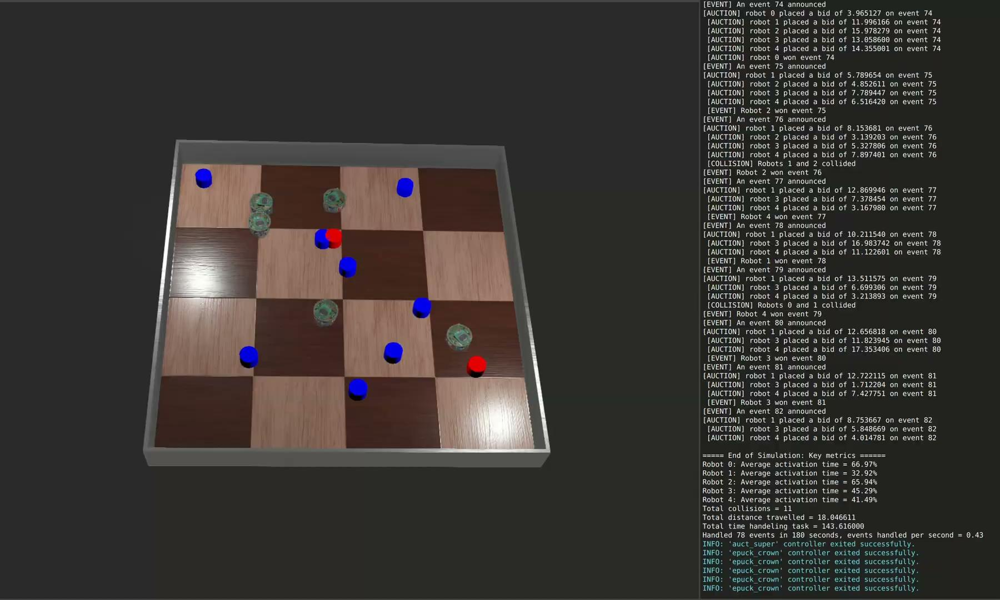 [EVENT] An event 74 announced
[AUCTION] robot 0 placed a bid of 3.965127 on event 74
[AUCTION] robot 1 placed a bid of 11.996166 on event 74
[AUCTION] robot 2 placed a bid of 15.978279 on event 74
[AUCTION] robot 3 placed a bid of 13.058600 on event 74
[AUCTION] robot 4 placed a bid of 14.355001 on event 74
[AUCTION] robot 0 won event 74
[EVENT] An event 75 announced
[AUCTION] robot 1 placed a bid of 5.789654 on event 75
[AUCTION] robot 2 placed a bid of 4.852611 on event 75
[AUCTION] robot 3 placed a bid of 7.789447 on event 75
[AUCTION] robot 4 placed a bid of 6.516420 on event 75
[EVENT] Robot 2 won event 75
[EVENT] An event 76 announced
[AUCTION] robot 1 placed a bid of 8.153681 on event 76
[AUCTION] robot 2 placed a bid of 3.139203 on event 76
[AUCTION] robot 3 placed a bid of 5.327806 on event 76
[AUCTION] robot 4 placed a bid of 7.897401 on event 76
[COLLISION] Robots 1 and 2 collided
[EVENT] Robot 2 won event 76
[EVENT] An event 77 announced
[AUCTION] robot 1 placed a bid of 12.869946 on event 77
[AUCTION] robot 3 placed a bid of 7.378454 on event 77
[AUCTION] robot 4 placed a bid of 3.167980 on event 77
[EVENT] Robot 4 won event 77
[EVENT] An event 78 announced
[AUCTION] robot 1 placed a bid of 10.211540 on event 78
[AUCTION] robot 3 placed a bid of 16.983742 on event 78
[AUCTION] robot 4 placed a bid of 11.122601 on event 78
[EVENT] Robot 1 won event 78
[EVENT] An event 79 announced
[AUCTION] robot 1 placed a bid of 13.511575 on event 79
[AUCTION] robot 3 placed a bid of 6.699306 on event 79
[AUCTION] robot 4 placed a bid of 3.213893 on event 79
[COLLISION] Robots 0 and 1 collided
[EVENT] Robot 4 won event 79
[EVENT] An event 80 announced
[AUCTION] robot 1 placed a bid of 12.656818 on event 80
[AUCTION] robot 3 placed a bid of 11.823945 on event 80
[AUCTION] robot 4 placed a bid of 17.353406 on event 80
[EVENT] Robot 3 won event 80
[EVENT] An event 81 announced
[AUCTION] robot 1 placed a bid of 12.722115 on event 81
[AUCTION] robot 3 placed a bid of 1.712204 on event 81
[AUCTION] robot 4 placed a bid of 7.427751 on event 81
[EVENT] Robot 3 won event 81
[EVENT] An event 82 announced
[AUCTION] robot 1 placed a bid of 8.753667 on event 82
[AUCTION] robot 3 placed a bid of 5.848669 on event 82
[AUCTION] robot 4 placed a bid of 4.014781 on event 82
===== End of Simulation: Key metrics ======
Robot 0: Average activation time = 66.97%
Robot 1: Average activation time = 32.92%
Robot 2: Average activation time = 65.94%
Robot 3: Average activation time = 45.29%
Robot 4: Average activation time = 41.49%
Total collisions = 11
Total distance travelled = 18.046611
Total time handeling task = 143.616000
Handled 78 events in 180 seconds, events handled per second = 0.43
INFO: 'auct_super' controller exited successfully.
INFO: 'epuck_crown' controller exited successfully.
INFO: 'epuck_crown' controller exited successfully.
INFO: 'epuck_crown' controller exited successfully.
INFO: 'epuck_crown' controller exited successfully.
INFO: 'epuck_crown' controller exited successfully.